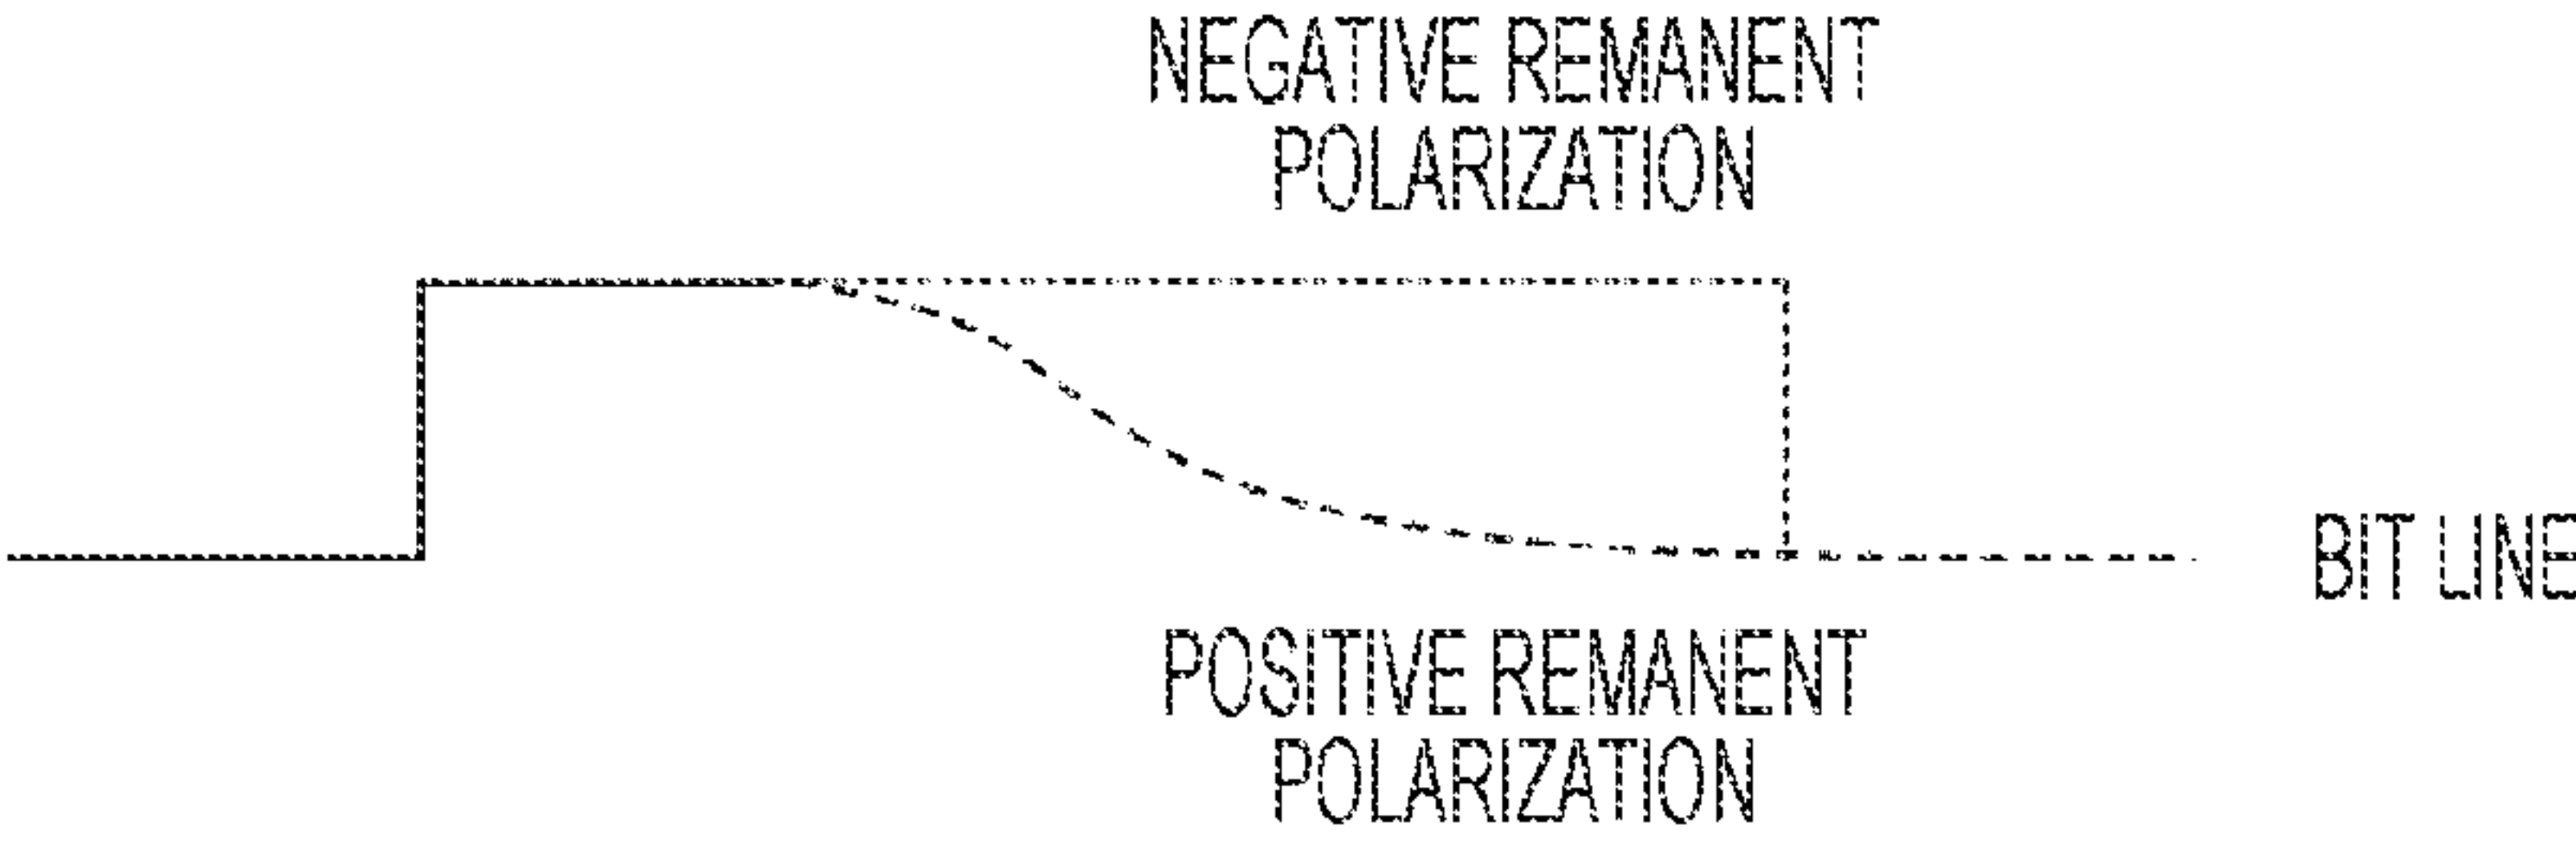 NEGATIVE REMANENT
POLARIZATION
BIT LINE
POSITIVE REMANENT
POLARIZATION